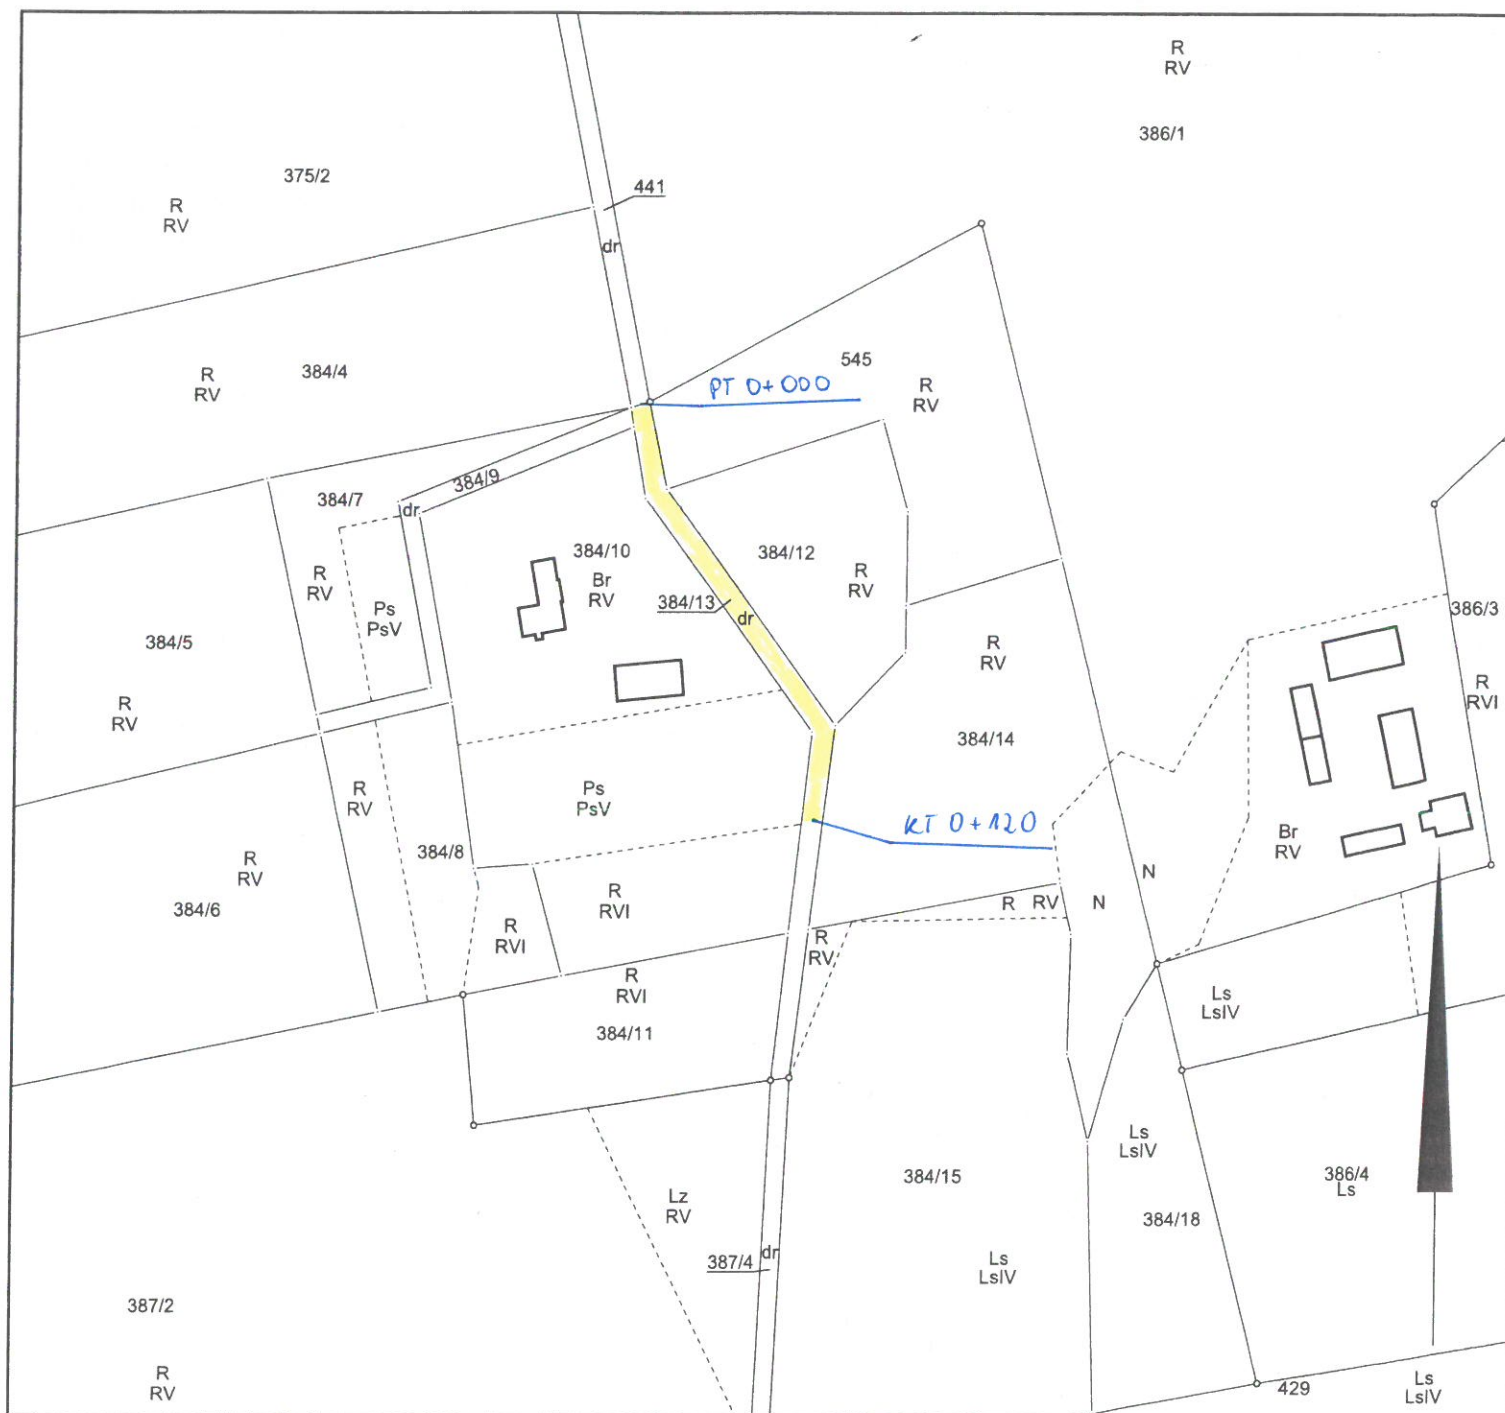 R
RV
386/1
375/2
R
RV
441
dr
384/4
R
RV
545
R
RV
PT 0+000
384/9
384/7
dr
384/10
Br
RV
384/12
R
RV
R
RV
Ps
PsV
384/13
dr
386/3
384/5
R
RV
R
RV
R
RVI
384/14
R
RV
Ps
PsV
KT 0+120
Br
RV
384/8
R
RV
384/6
R
RVI
N
N
R RV
R
RVI
R
RV
R
RVI
384/11
Ls
LsIV
Ls
LsIV
384/15
386/4
Ls
Lz
RV
384/18
387/4
dr
Ls
LsIV
387/2
R
RV
429
Ls
LsIV